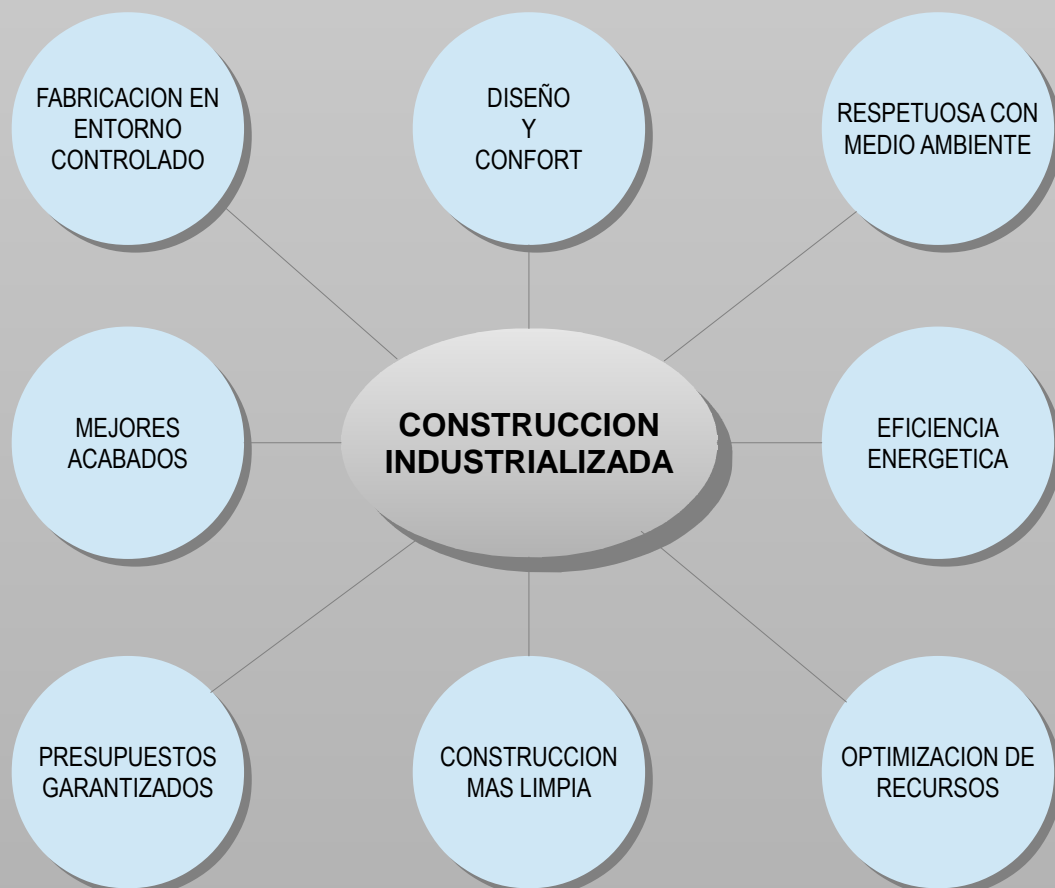 FABRICACION EN
ENTORNO
CONTROLADO
DISEÑO
Y
CONFORT
RESPETUOSA CON
MEDIO AMBIENTE
MEJORES
ACABADOS
CONSTRUCCION
INDUSTRIALIZADA
EFICIENCIA
ENERGETICA
PRESUPUESTOS
GARANTIZADOS
CONSTRUCCION
MAS LIMPIA
OPTIMIZACION DE
RECURSOS